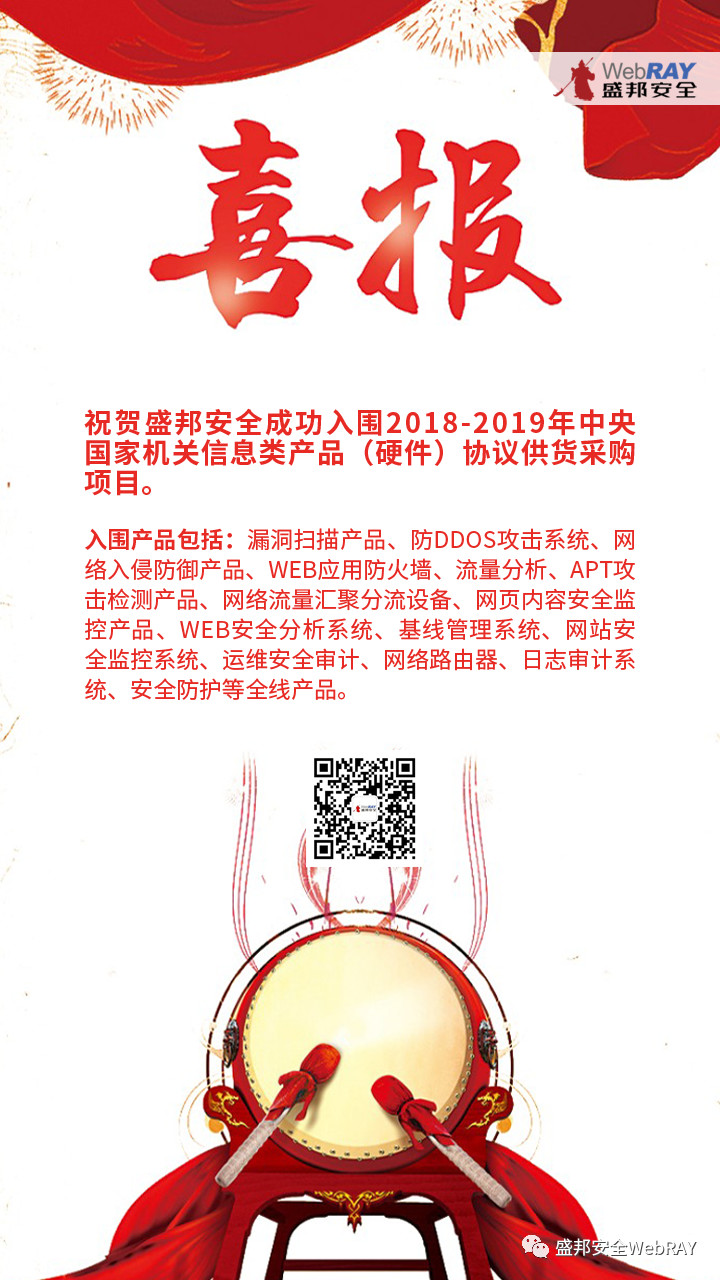 WebRAY
盛邦安全
喜报
祝贺盛邦安全成功入围2018-2019年中央
国家机关信息类产品（硬件）协议供货采购
项目。
入围产品包括：漏洞扫描产品、防DDOS攻击系统、网
络入侵防御产品、WEB应用防火墙、流量分析、APT攻
击检测产品、网络流量汇聚分流设备、网页内容安全监
控产品、WEB安全分析系统、基线管理系统、网站安
全监控系统、运维安全审计、网络路由器、日志审计系
统、安全防护等全线产品。
WebRAY
盛邦安全
盛邦安全WebRAY